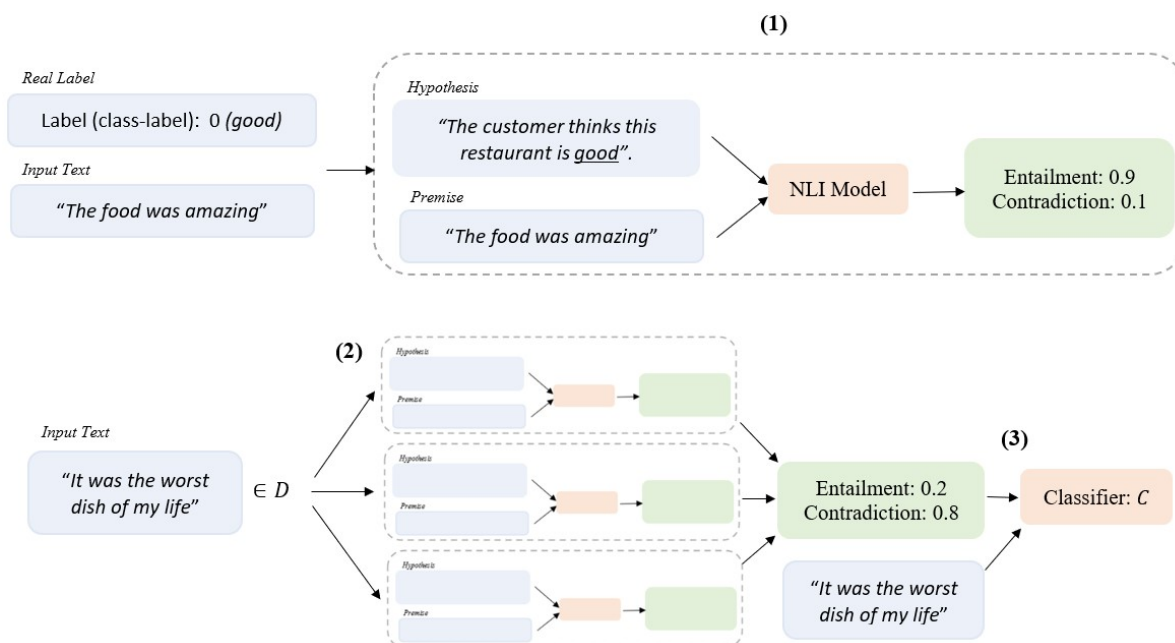 (1)
Real Label
Label (class-label): 0 (good)
Input Text
“The food was amazing”
Hypothesis
“The customer thinks this
restaurant is good”.
Premise
“The food was amazing”
NLI Model
Entailment: 0.9
Contradiction: 0.1
(2)
Input Text
“It was the worst
dish of my life”
∈ D
Hypothesis
Premise
Hypothesis
Premise
Hypothesis
Premise
Entailment: 0.2
Contradiction: 0.8
“It was the worst
dish of my life”
(3)
Classifier: C